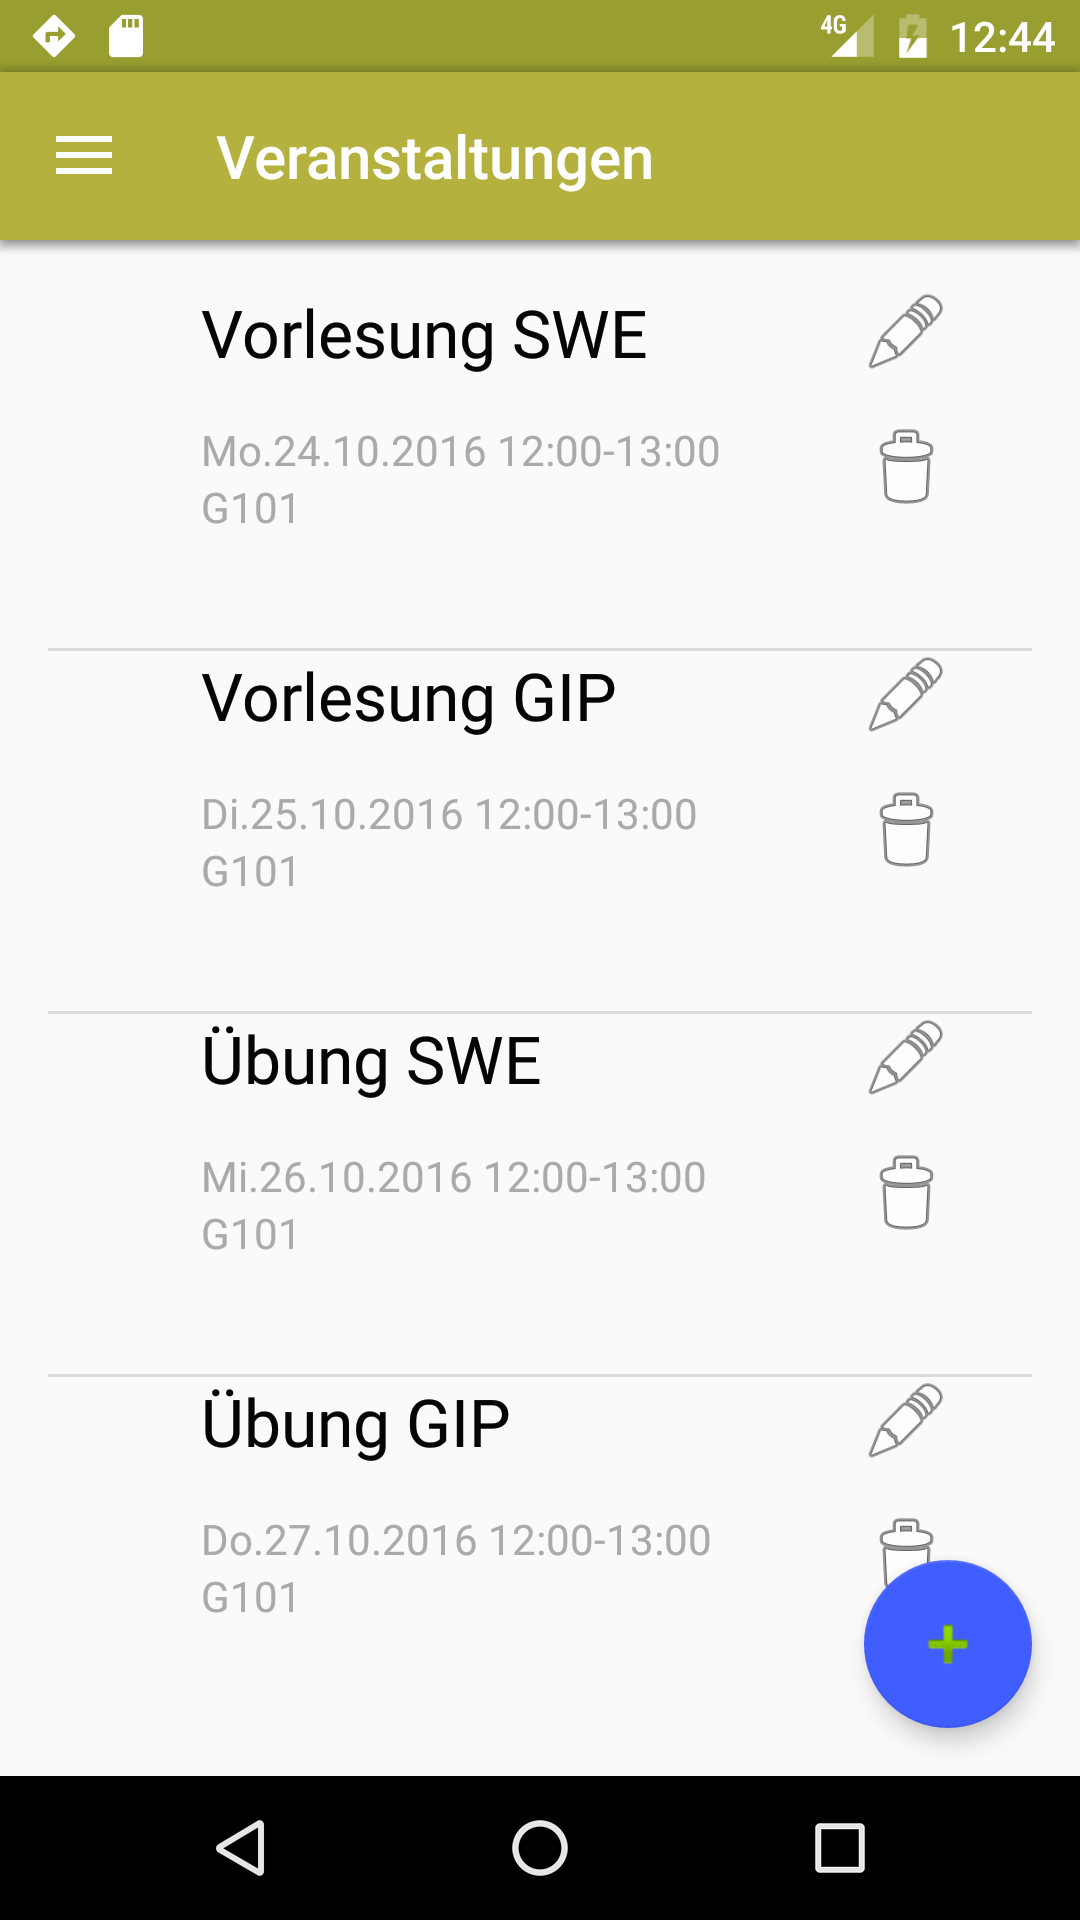 4G 12:44
Veranstaltungen
Vorlesung SWE
Mo.24.10.2016 12:00-13:00
G101
Vorlesung GIP
Di.25.10.2016 12:00-13:00
G101
Übung SWE
Mi.26.10.2016 12:00-13:00
G101
Übung GIP
Do.27.10.2016 12:00-13:00
G101